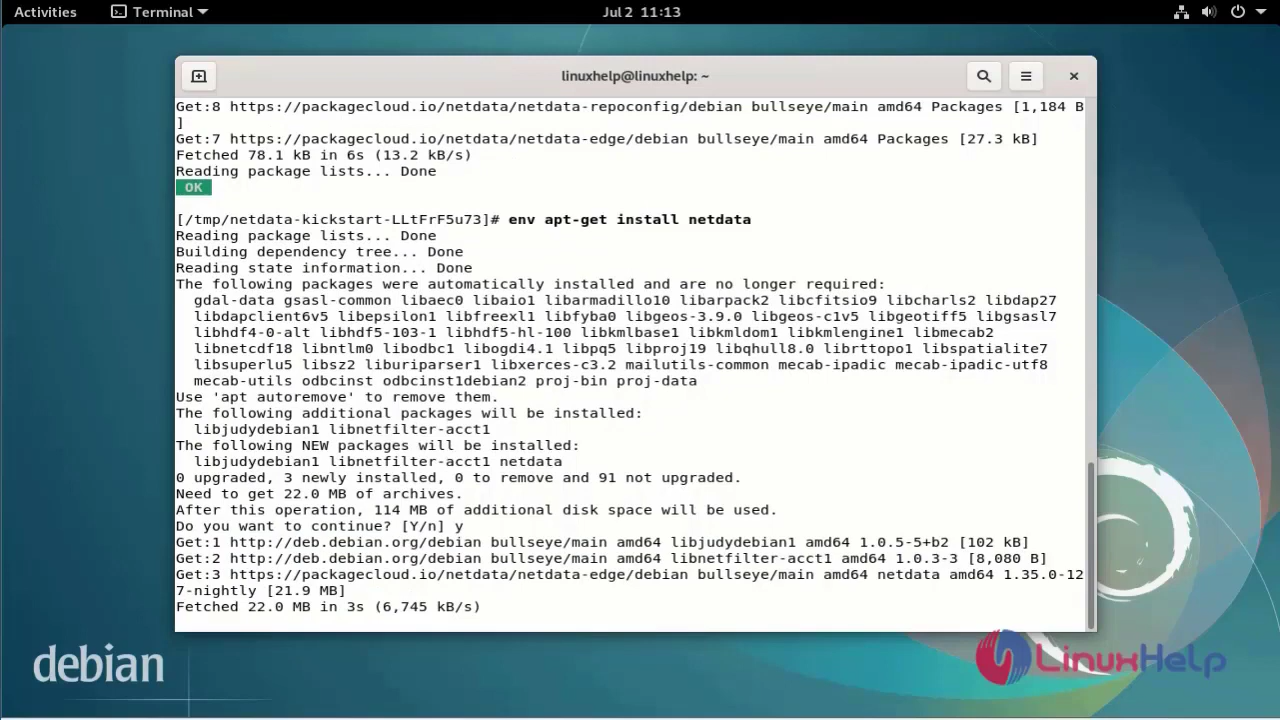 Activities Terminal Jul 2 11:13
linuxhelp@linuxhelp: ~
Get:8 https://packagecloud.io/netdata/netdata-repoconfig/debian bullseye/main amd64 Packages [1,184 B
]
Get:7 https://packagecloud.io/netdata/netdata-edge/debian bullseye/main amd64 Packages [27.3 kB]
Fetched 78.1 kB in 6s (13.2 kB/s)
Reading package lists... Done
OK
[/tmp/netdata-kickstart-LLtFrF5u73]# env apt-get install netdata
Reading package lists... Done
Building dependency tree... Done
Reading state information... Done
The following packages were automatically installed and are no longer required:
gdal-data gsasl-common libaec0 libaio1 libarmadillo10 libarpack2 libcfitsio9 libcharls2 libdap27
libdapclient6v5 libepsilon1 libfreexl1 libfyba0 libgeos-3.9.0 libgeos-c1v5 libgeotiff5 libgsasl7
libhdf4-0-alt libhdf5-103-1 libhdf5-hl-100 libkmlbase1 libkmldom1 libkmlengine1 libmecab2
libnetcdf18 libntlm0 libodbc1 libogdi4.1 libpq5 libproj19 libqhull8.0 librttopo1 libspatialite7
libsuperlu5 libsz2 liburiparser1 libxerces-c3.2 mailutils-common mecab-ipadic mecab-ipadic-utf8
mecab-utils odbcinst odbcinst1debian2 proj-bin proj-data
Use 'apt autoremove' to remove them.
The following additional packages will be installed:
libjudydebian1 libnetfilter-acct1
The following NEW packages will be installed:
libjudydebian1 libnetfilter-acct1 netdata
0 upgraded, 3 newly installed, 0 to remove and 91 not upgraded.
Need to get 22.0 MB of archives.
After this operation, 114 MB of additional disk space will be used.
Do you want to continue? [Y/n] y
Get:1 http://deb.debian.org/debian bullseye/main amd64 libjudydebian1 amd64 1.0.5-5+b2 [102 kB]
Get:2 http://deb.debian.org/debian bullseye/main amd64 libnetfilter-acct1 amd64 1.0.3-3 [8,080 B]
Get:3 https://packagecloud.io/netdata/netdata-edge/debian bullseye/main amd64 netdata amd64 1.35.0-12
7-nightly [21.9 MB]
Fetched 22.0 MB in 3s (6,745 kB/s)
debian
LinuxHelp